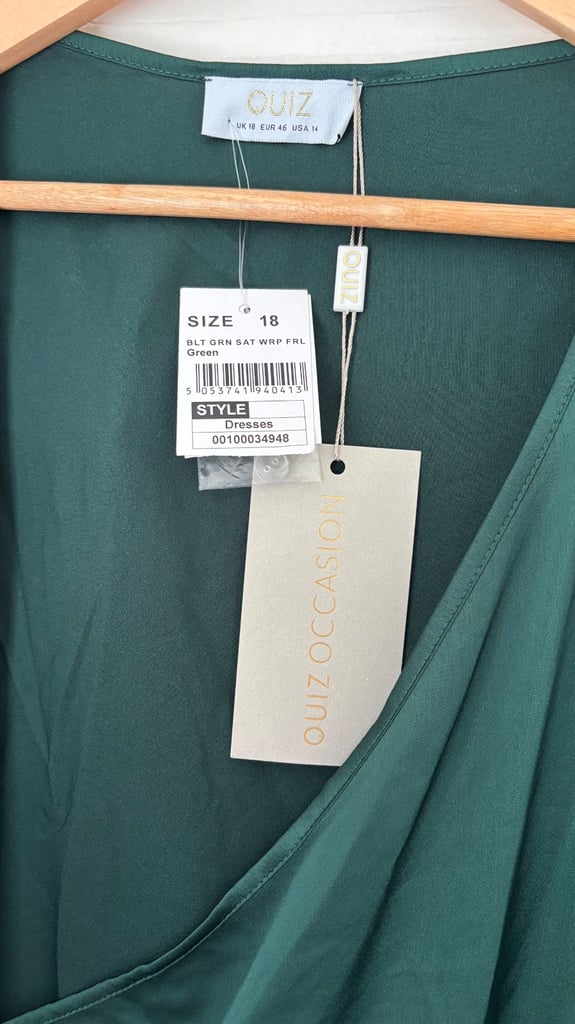 QUIZ
UK 18 EUR 46 USA 14
QUIZ
SIZE 18
BLT GRN SAT WRP FRL
Green
5 053741 940413
STYLE
Dresses
00100034948
QUIZ OCCASION